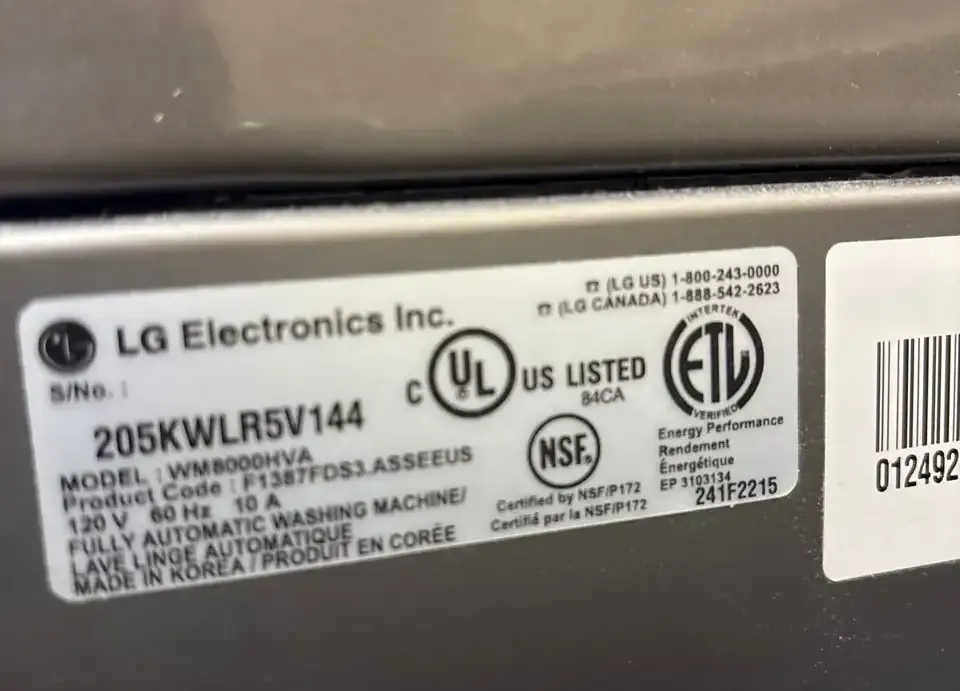 ☎ (LG US) 1-800-243-0000
☎ (LG CANADA) 1-888-542-2623
LG Electronics Inc.
S/No. :
205KWLR5V144
MODEL : WM8000HVA
Product Code : F1387FDS3.ASSEEUS
120 V 60 Hz 10 A
FULLY AUTOMATIC WASHING MACHINE/
LAVE LINGE AUTOMATIQUE
MADE IN KOREA / PRODUIT EN CORÉE
C UL US LISTED
84CA
NSF
Certified by NSF/P172
Certifié par la NSF/P172
INTERTEK
ETL
VERIFIED
Energy Performance
Rendement
Énergétique
EP 3103134
241F2215
012492